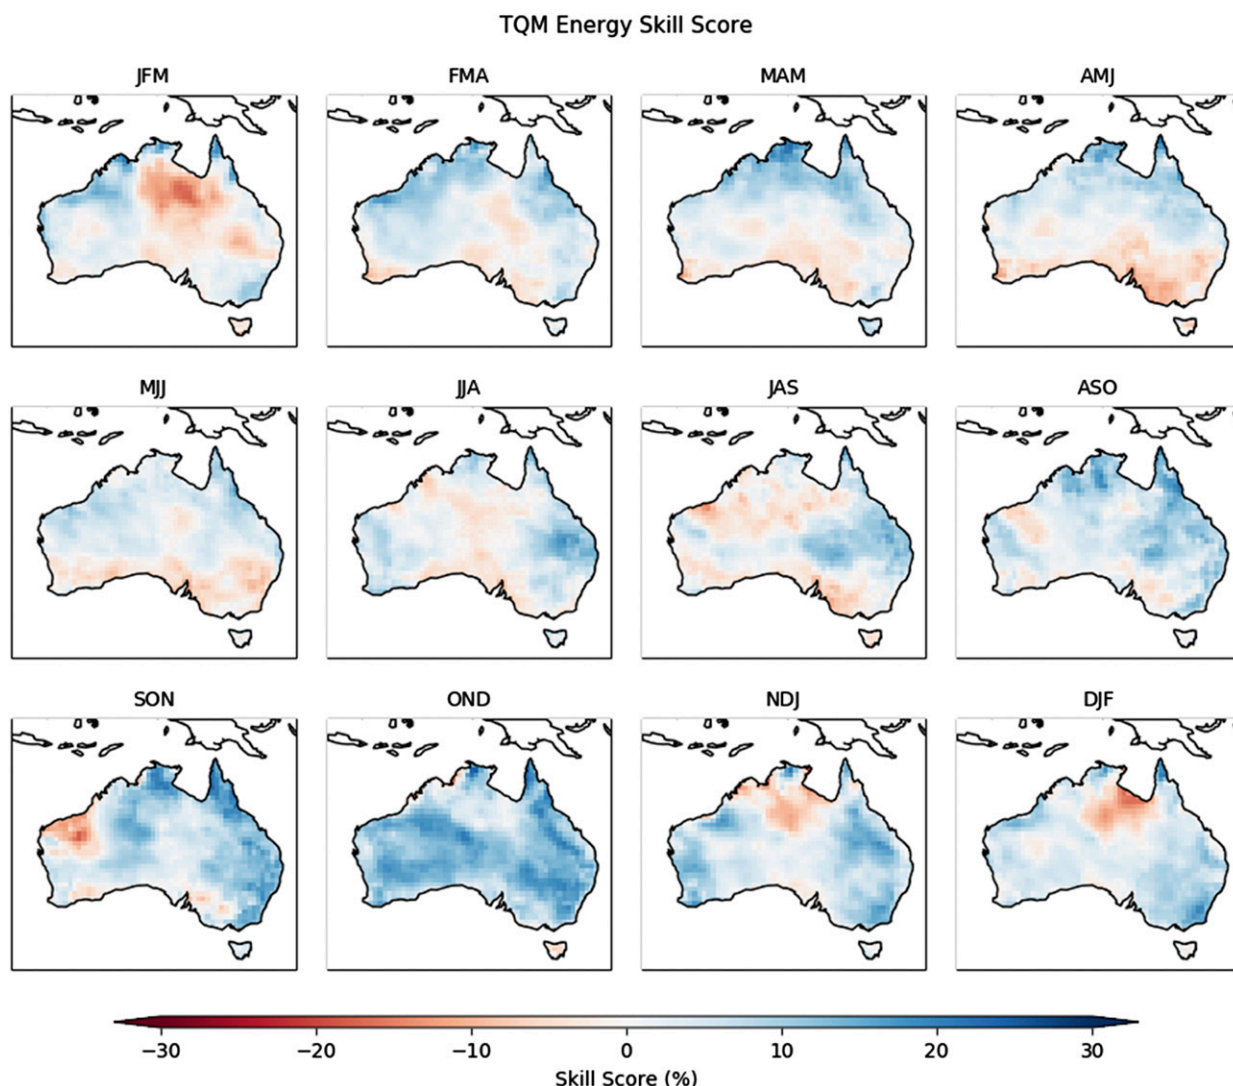 TQM Energy Skill Score
JFM FMA MAM AMJ
MJJ JJA JAS ASO
SON OND NDJ DJF
−30 −20 −10 0 10 20 30
Skill Score (%)